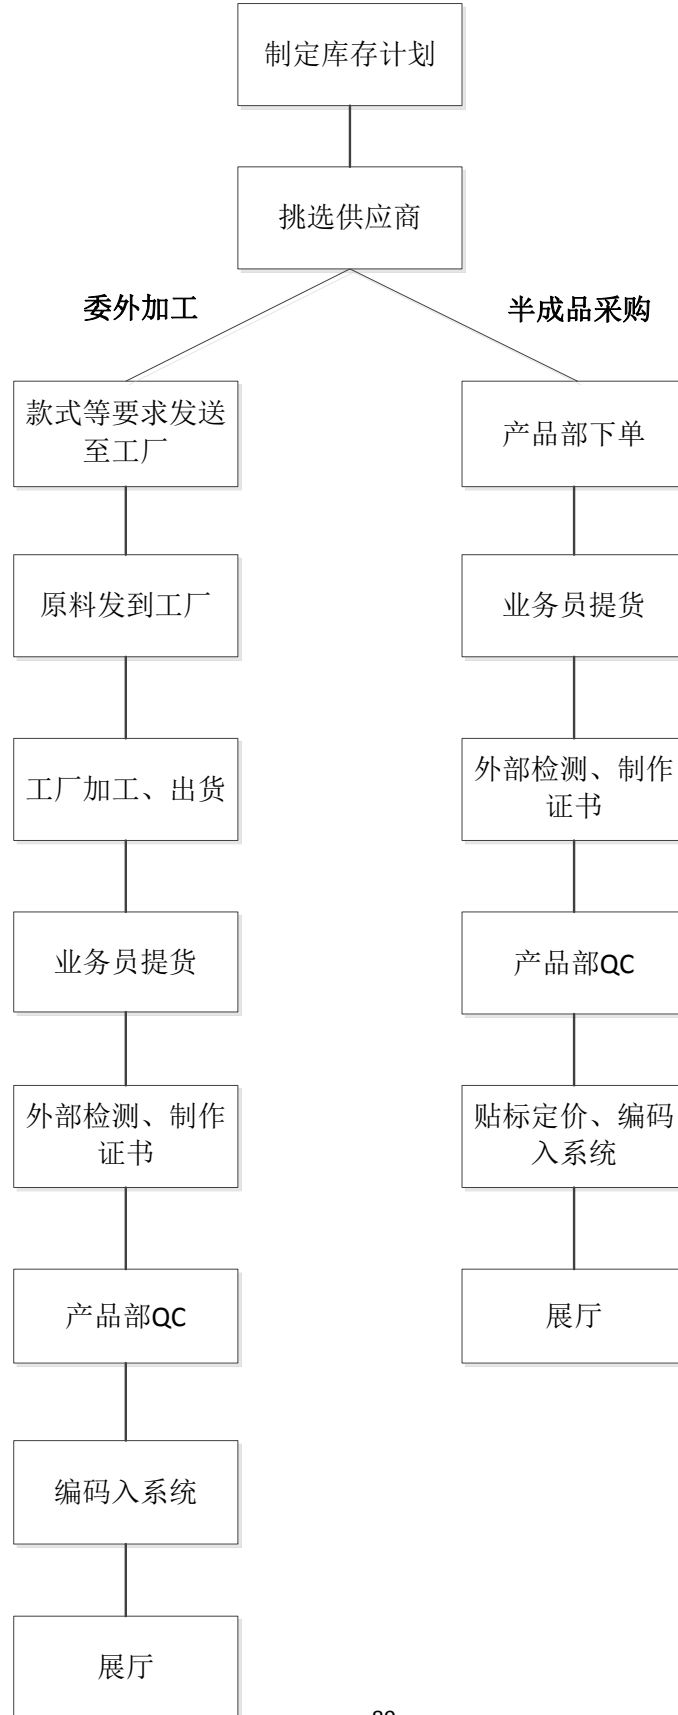 制定库存计划
挑选供应商
委外加工
半成品采购
款式等要求发送
至工厂
产品部下单
原料发到工厂
业务员提货
工厂加工、出货
外部检测、制作
证书
业务员提货
产品部QC
外部检测、制作
证书
贴标定价、编码
入系统
产品部QC
展厅
编码入系统
展厅